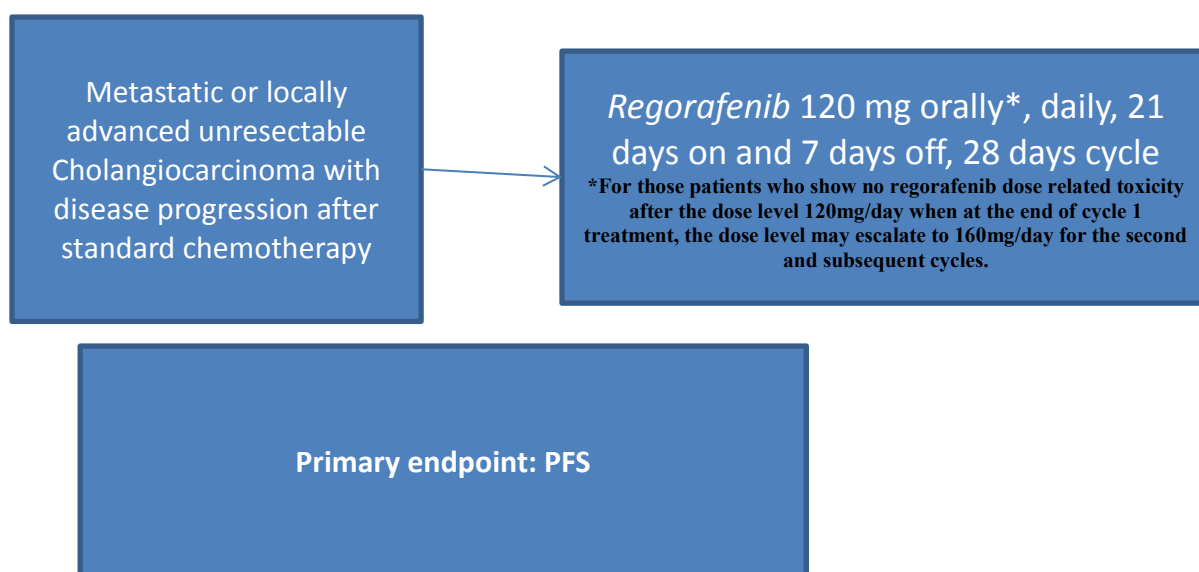 Metastatic or locally
advanced unresectable
Cholangiocarcinoma with
disease progression after
standard chemotherapy
Regorafenib 120 mg orally*, daily, 21
days on and 7 days off, 28 days cycle
*For those patients who show no regorafenib dose related toxicity
after the dose level 120mg/day when at the end of cycle 1
treatment, the dose level may escalate to 160mg/day for the second
and subsequent cycles.
Primary endpoint: PFS